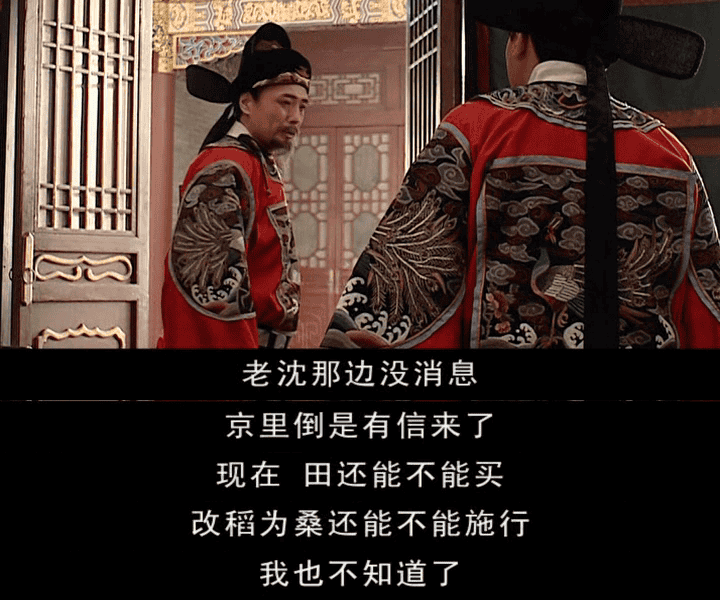 老沈那边没消息
京里倒是有信来了
现在 田还能不能买
改稻为桑还能不能施行
我也不知道了